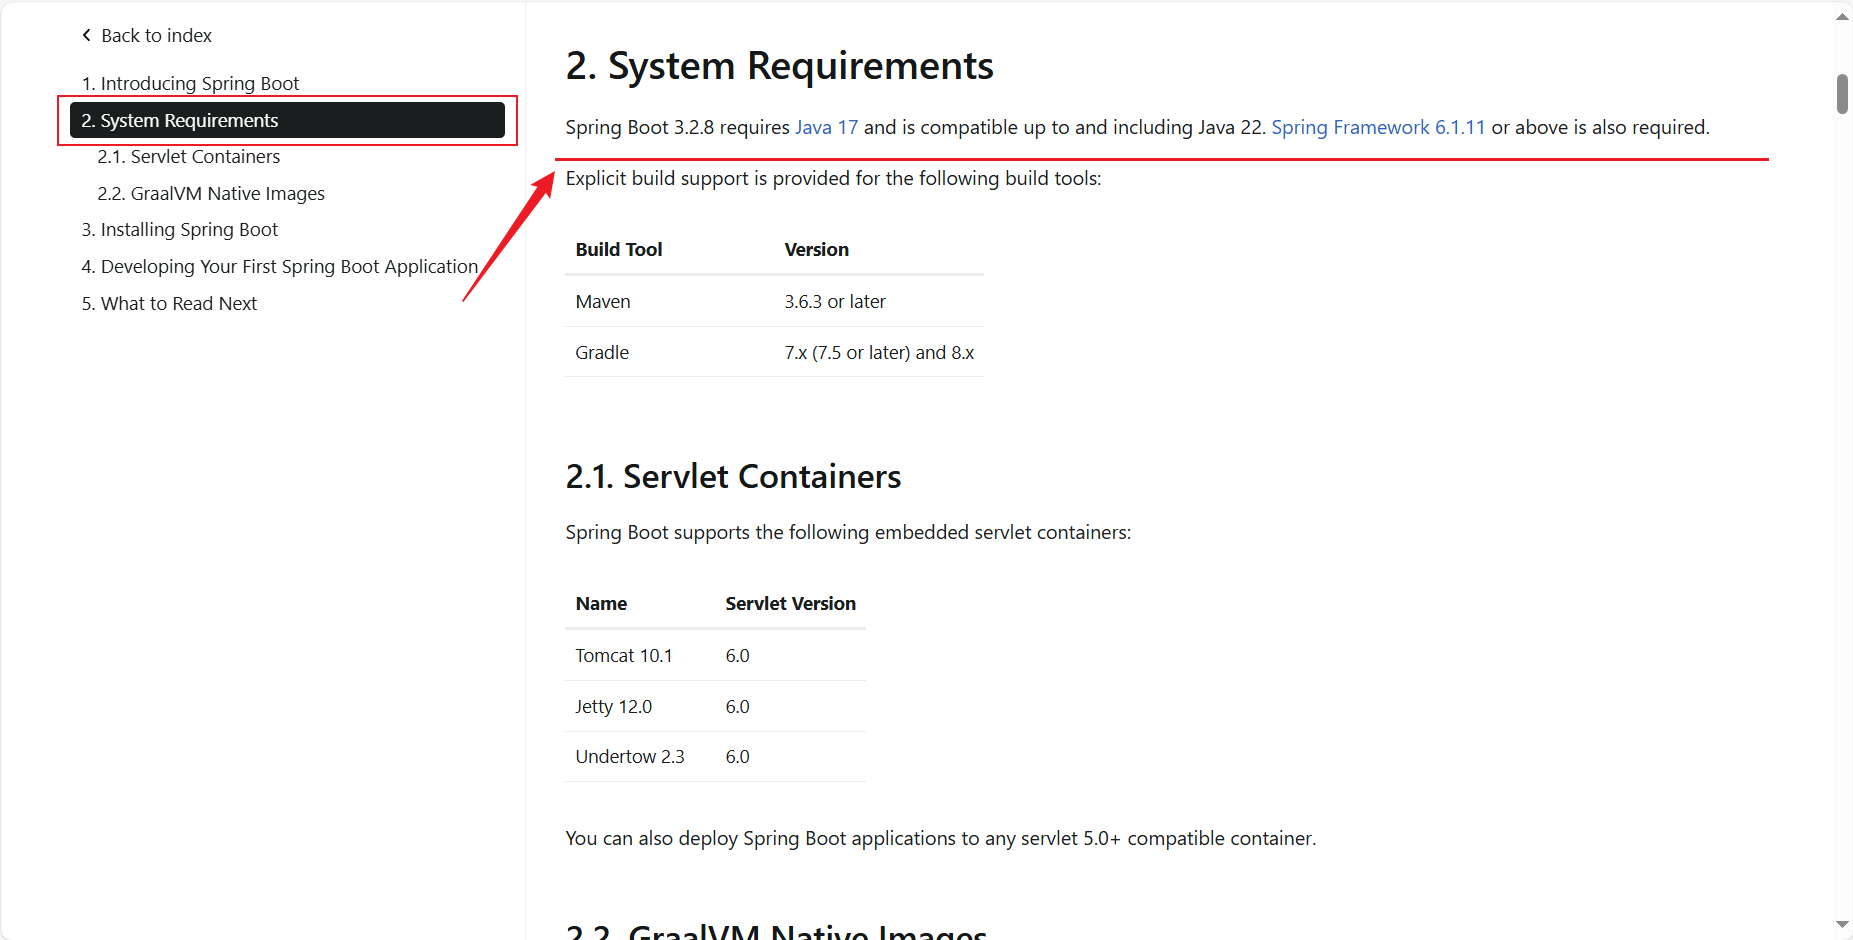 Back to index
1. Introducing Spring Boot
2. System Requirements
2.1. Servlet Containers
2.2. GraalVM Native Images
3. Installing Spring Boot
4. Developing Your First Spring Boot Application
5. What to Read Next
2. System Requirements
Spring Boot 3.2.8 requires Java 17 and is compatible up to and including Java 22. Spring Framework 6.1.11 or above is also required.
Explicit build support is provided for the following build tools:
Build Tool Version
Maven 3.6.3 or later
Gradle 7.x (7.5 or later) and 8.x
2.1. Servlet Containers
Spring Boot supports the following embedded servlet containers:
Name Servlet Version
Tomcat 10.1 6.0
Jetty 12.0 6.0
Undertow 2.3 6.0
You can also deploy Spring Boot applications to any servlet 5.0+ compatible container.
2.2. GraalVM Native Images